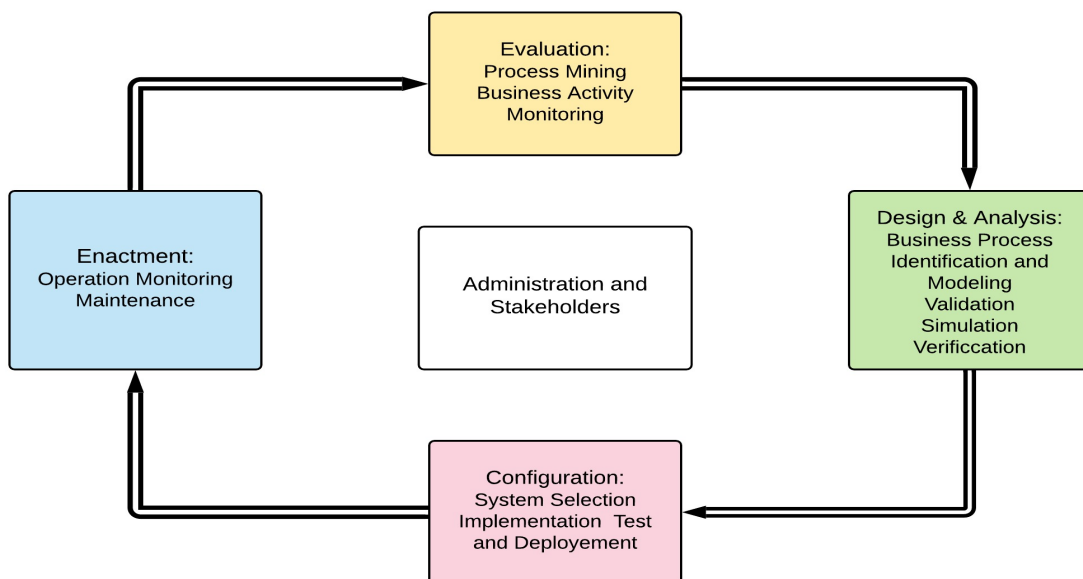 Evaluation:
Process Mining
Business Activity
Monitoring
Enactment:
Operation Monitoring
Maintenance
Administration and
Stakeholders
Design & Analysis:
Business Process
Identification and
Modeling
Validation
Simulation
Verificcation
Configuration:
System Selection
Implementation  Test
and Deployement